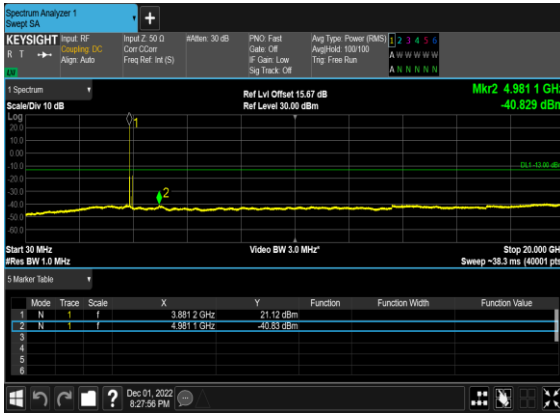 Spectrum Analyzer 1
Swept SA
+
KEYSIGHT Input: RF Input Z: 50 Ω #Atten: 30 dB PNO: Fast Avg Type: Power (RMS) 1 2 3 4 5 6
R T Coupling: DC Corr CCorr Gate: Off Avg|Hold: 100/100 A W W W W W
Align: Auto Freq Ref: Int (S) IF Gain: Low Trig: Free Run
Sig Track: Off A N N N N N
1 Spectrum Ref Lvl Offset 15.67 dB Mkr2 4.981 1 GHz
Scale/Div 10 dB Ref Level 30.00 dBm -40.829 dBm
Log
20.0
10.0
0.00
-10.0
-20.0
-30.0
-40.0
-50.0
-60.0
1
2
DL1 -13.00 dBm
Start 30 MHz Video BW 3.0 MHz* Stop 20.000 GHz
#Res BW 1.0 MHz Sweep ~38.3 ms (40001 pts)
5 Marker Table
Mode Trace Scale X Y Function Function Width Function Value
1 N 1 f 3.881 2 GHz 21.12 dBm
2 N 1 f 4.981 1 GHz -40.83 dBm
3
4
5
6
?
Dec 01, 2022
8:27:56 PM